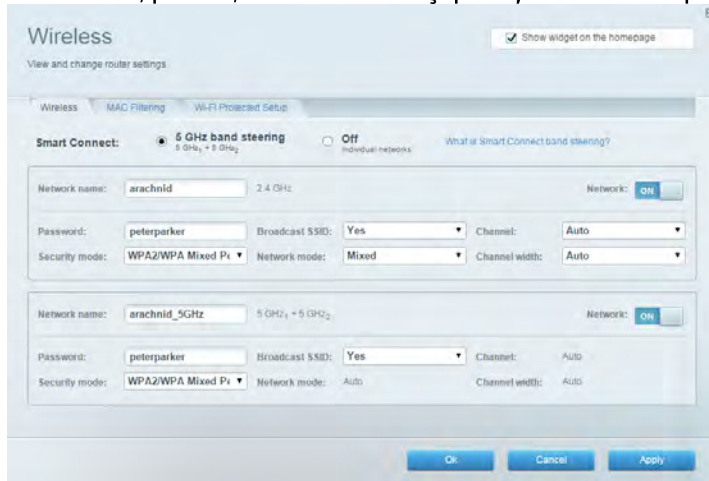 Wireless
Show widget on the homepage
View and change router settings
Wireless MAC Filtering Wi-Fi Protected Setup
Smart Connect: 5 GHz band steering Off What is Smart Connect band steering?
5 GHz1 + 5 GHz2 Individual networks
Network name: arachnid 2.4 GHz Network: ON
Password: peterparker Broadcast SSID: Yes Channel: Auto
Security mode: WPA2/WPA Mixed Network mode: Mixed Channel width: Auto
Network name: arachnid_5GHz 5 GHz1 + 5 GHz2 Network: ON
Password: peterparker Broadcast SSID: Yes Channel: Auto
Security mode: WPA2/WPA Mixed Network mode: Auto Channel width: Auto
Ok Cancel Apply